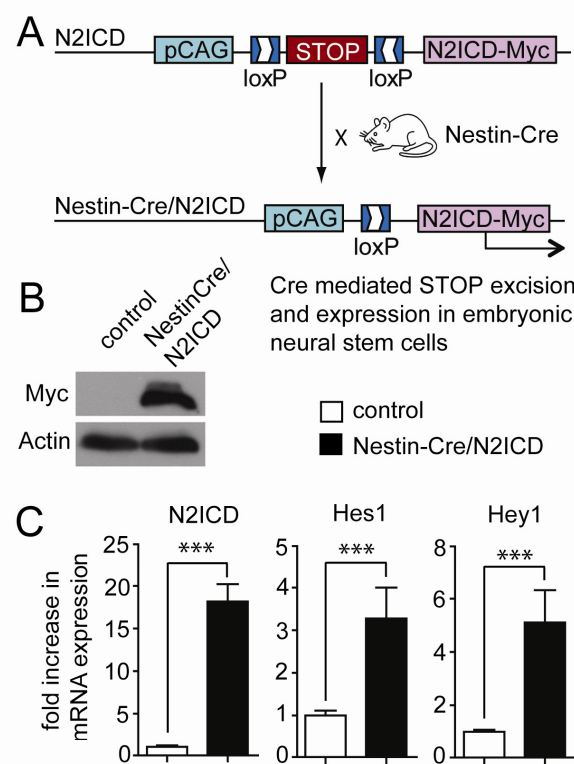 A
N2ICD
pCAG
STOP
N2ICD-Myc
loxP
loxP
X
Nestin-Cre
Nestin-Cre/N2ICD
pCAG
N2ICD-Myc
loxP
Cre mediated STOP excision
and expression in embryonic
neural stem cells
B
control
NestinCre/
N2ICD
Myc
Actin
control
Nestin-Cre/N2ICD
C
fold increase in
mRNA expression
N2ICD
***
25
20
15
10
5
0
Hes1
***
5
4
3
2
1
0
Hey1
***
8
6
4
2
0